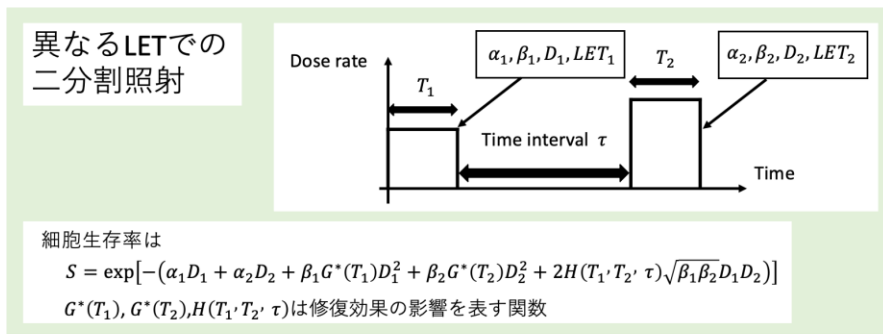 異なるLETでの
二分割照射
Dose rate
α₁, β₁, D₁, LET₁
T₂
α₂, β₂, D₂, LET₂
T₁
Time interval τ
Time
細胞生存率は
S = exp[−(α₁D₁ + α₂D₂ + β₁G*(T₁)D₁² + β₂G*(T₂)D₂² + 2H(T₁, T₂, τ)√β₁β₂D₁D₂)]
G*(T₁), G*(T₂),H(T₁, T₂, τ)は修復効果の影響を表す関数